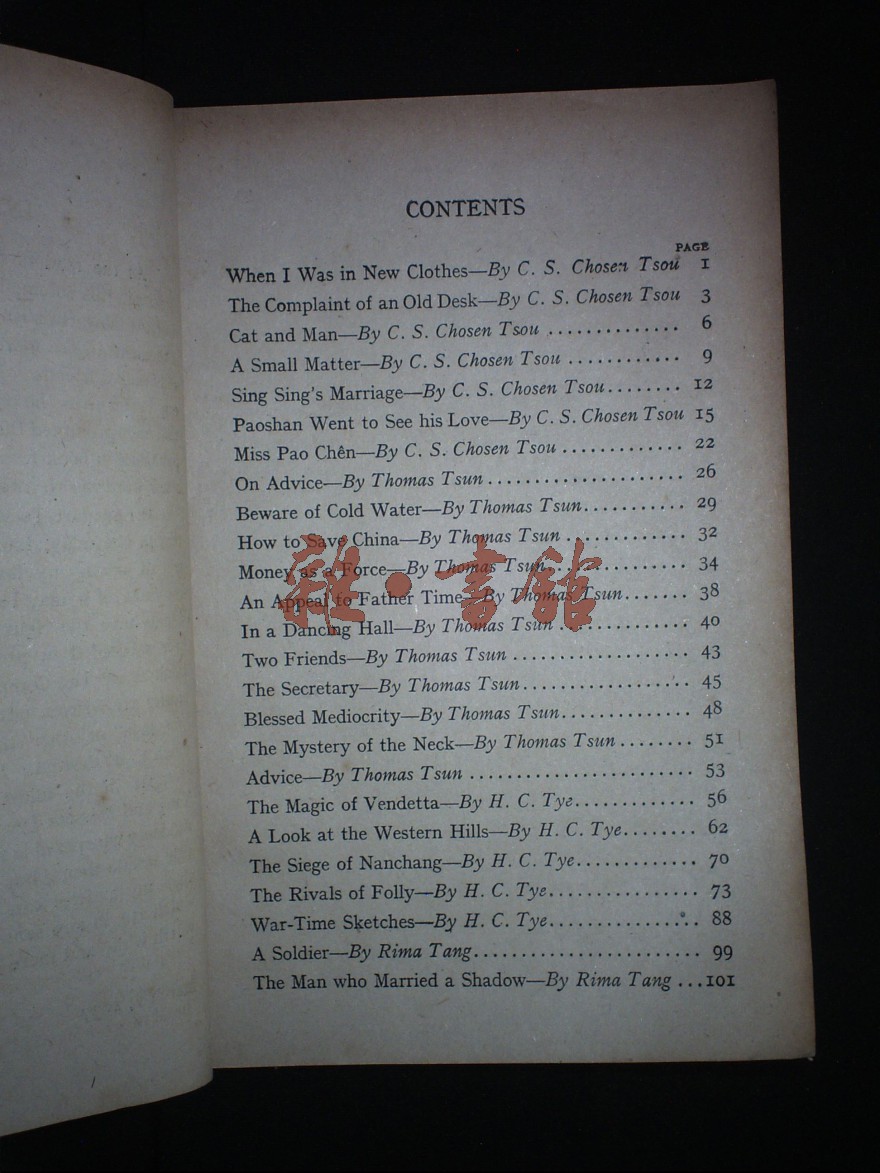 CONTENTS
PAGE
When I Was in New Clothes—By C. S. Chosen Tsou 1
The Complaint of an Old Desk—By C. S. Chosen Tsou 3
Cat and Man—By C. S. Chosen Tsou .............. 6
A Small Matter—By C. S. Chosen Tsou ............ 9
Sing Sing's Marriage—By C. S. Chosen Tsou........ 12
Paoshan Went to See his Love—By C. S. Chosen Tsou 15
Miss Pao Chên—By C. S. Chosen Tsou ............. 22
On Advice—By Thomas Tsun..................... 26
Beware of Cold Water—By Thomas Tsun........... 29
How to Save China—By Thomas Tsun ............. 32
Money as a Force—By Thomas Tsun............... 34
An Appeal to Father Time—By Thomas Tsun....... 38
In a Dancing Hall—By Thomas Tsun .............. 40
Two Friends—By Thomas Tsun ................... 43
The Secretary—By Thomas Tsun.................. 45
Blessed Mediocrity—By Thomas Tsun.............. 48
The Mystery of the Neck—By Thomas Tsun ........ 51
Advice—By Thomas Tsun ........................ 53
The Magic of Vendetta—By H. C. Tye............. 56
A Look at the Western Hills—By H. C. Tye........ 62
The Siege of Nanchang—By H. C. Tye............. 70
The Rivals of Folly—By H. C. Tye................ 73
War-Time Sketches—By H. C. Tye................ 88
A Soldier—By Rima Tang........................ 99
The Man who Married a Shadow—By Rima Tang ...101
雜·書館